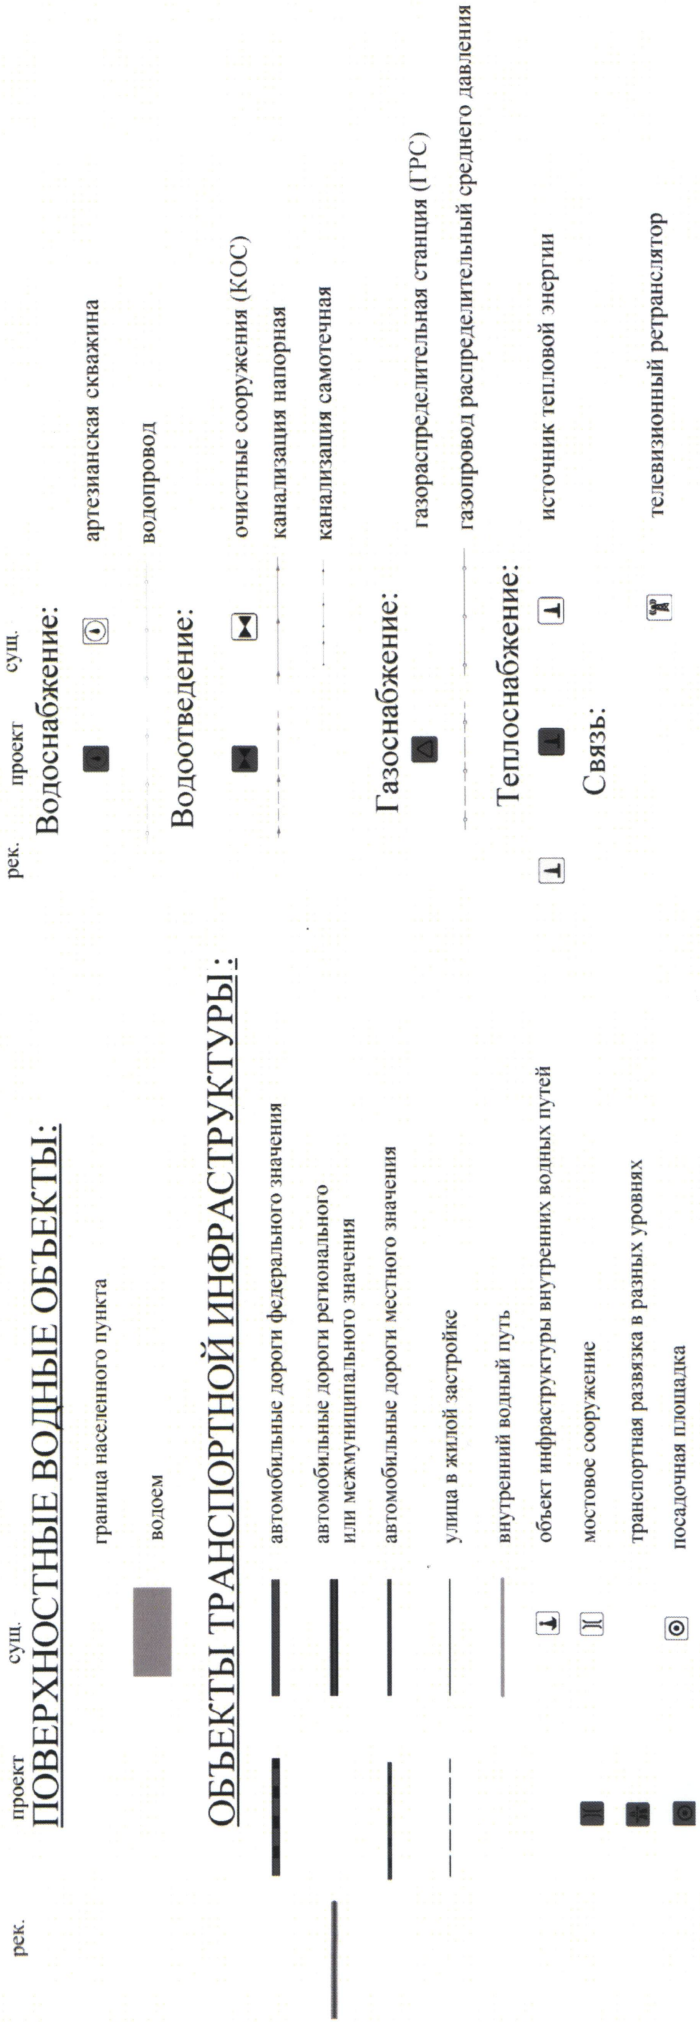 рек. проект сущ.
ПОВЕРХНОСТНЫЕ ВОДНЫЕ ОБЪЕКТЫ:
граница населенного пункта
водоем
ОБЪЕКТЫ ТРАНСПОРТНОЙ ИНФРАСТРУКТУРЫ:
автомобильные дороги федерального значения
автомобильные дороги регионального
или межмуниципального значения
автомобильные дороги местного значения
улица в жилой застройке
внутренний водный путь
объект инфраструктуры внутренних водных путей
мостовое сооружение
транспортная развязка в разных уровнях
посадочная площадка
рек. проект сущ.
Водоснабжение:
артезианская скважина
водопровод
Водоотведение:
очистные сооружения (КОС)
канализация напорная
канализация самотечная
Газоснабжение:
газораспределительная станция (ГРС)
газопровод распределительный среднего давления
Теплоснабжение:
источник тепловой энергии
Связь:
телевизионный ретранслятор